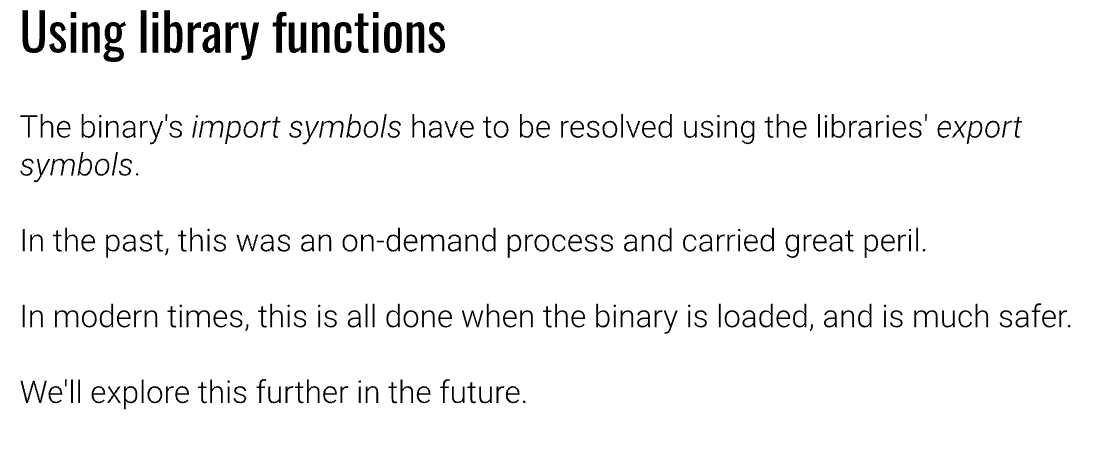 Using library functions
The binary's import symbols have to be resolved using the libraries' export
symbols.
In the past, this was an on-demand process and carried great peril.
In modern times, this is all done when the binary is loaded, and is much safer.
We'll explore this further in the future.